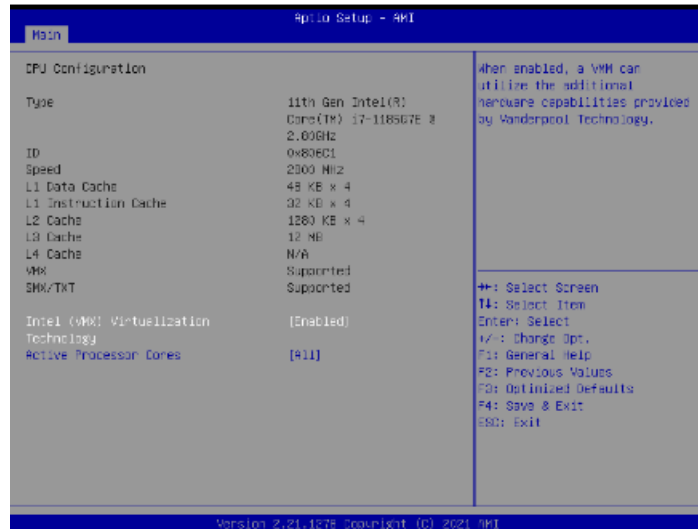 Aptio Setup - AMI
Main
CPU Configuration
When enabled, a VMM can
utilize the additional
hardware capabilities provided
by Vanderpool Technology.
Type 11th Gen Intel(R)
Core(TM) i7-1185G7E @
2.80GHz
ID 0x806C1
Speed 2800 MHz
L1 Data Cache 48 KB x 4
L1 Instruction Cache 32 KB x 4
L2 Cache 1280 KB x 4
L3 Cache 12 MB
L4 Cache N/A
VMX Supported
SMX/TXT Supported
Intel (VMX) Virtualization [Enabled]
Technology
Active Processor Cores [All]
→←: Select Screen
↑↓: Select Item
Enter: Select
+/-: Change Opt.
F1: General Help
F2: Previous Values
F3: Optimized Defaults
F4: Save & Exit
ESC: Exit
Version 2.21.1278 Copyright (C) 2021 AMI